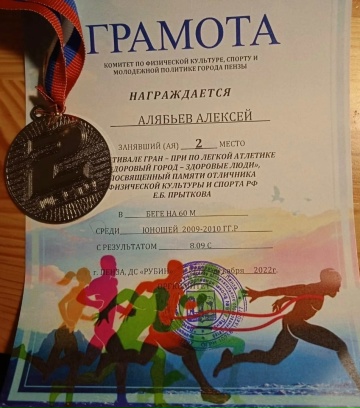 ГРАМОТА
КОМИТЕТ ПО ФИЗИЧЕСКОЙ КУЛЬТУРЕ, СПОРТУ И
МОЛОДЕЖНОЙ ПОЛИТИКЕ ГОРОДА ПЕНЗЫ
НАГРАЖДАЕТСЯ
АЛЯБЬЕВ АЛЕКСЕЙ
ЗАНЯВШИЙ (АЯ) 2 МЕСТО
ТИВАЛЕ ГРАН – ПРИ ПО ЛЕГКОЙ АТЛЕТИКЕ
ДОРОВЫЙ ГОРОД – ЗДОРОВЫЕ ЛЮДИ»,
ПОСВЯЩЕННЫЙ ПАМЯТИ ОТЛИЧНИКА
ФИЗИЧЕСКОЙ КУЛЬТУРЫ И СПОРТА РФ
Е.Б. ПРЫТКОВА
В БЕГЕ НА 60 М
СРЕДИ ЮНОШЕЙ 2009-2010 ГГ.Р
С РЕЗУЛЬТАТОМ 8.09 С
г. ПЕНЗА, ДС «РУБИН» 2022г.